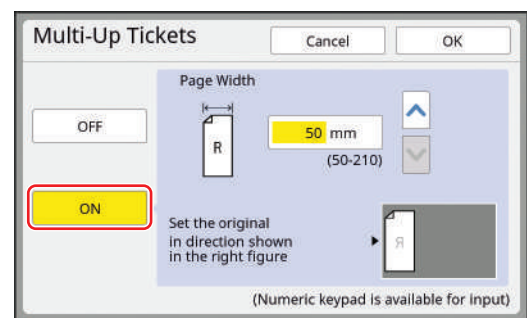 Multi-Up Tickets
Cancel
OK
Page Width
OFF
R
50 mm
(50-210)
ON
Set the original
in direction shown
in the right figure
R
(Numeric keypad is available for input)